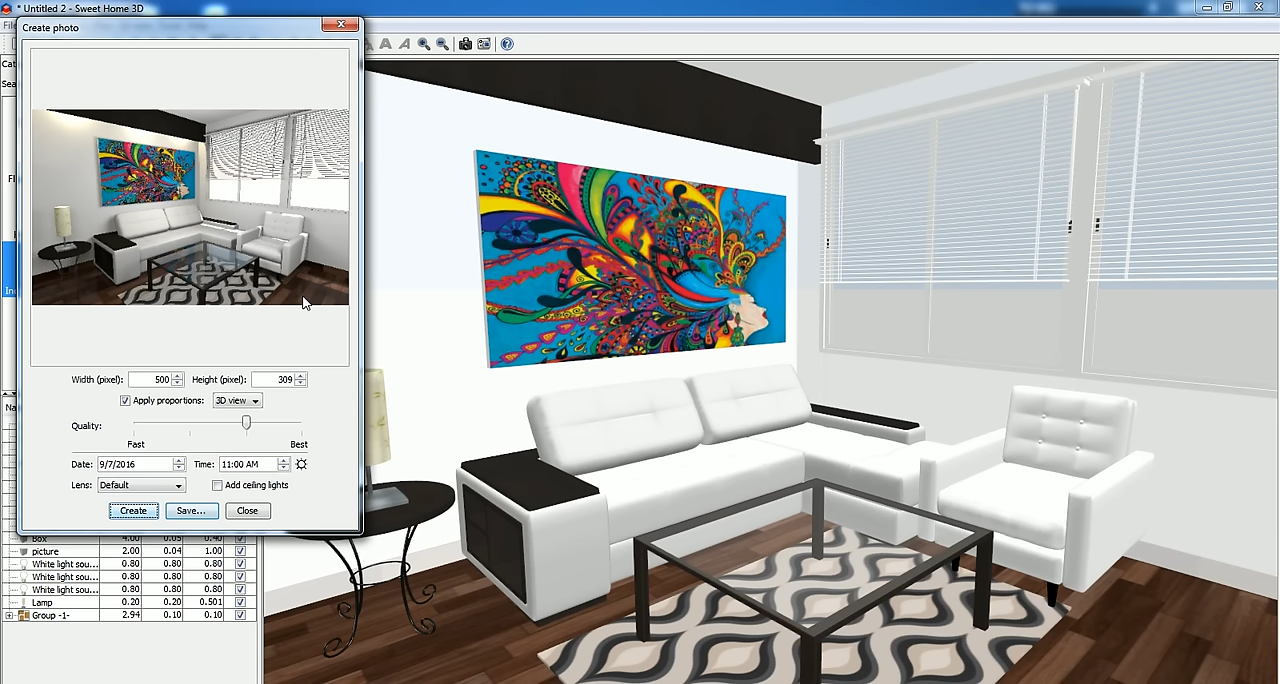 * Untitled 2 - Sweet Home 3D
Create photo
Width (pixel): 500 Height (pixel): 309
Apply proportions: 3D view
Quality:
Fast Best
Date: 9/7/2016 Time: 11:00 AM
Lens: Default Add ceiling lights
Create Save... Close
Box 4.00 0.05 0.40
picture 2.00 0.04 1.00
White light sou... 0.80 0.80 0.80
White light sou... 0.80 0.80 0.80
White light sou... 0.80 0.80 0.80
Lamp 0.20 0.20 0.501
Group -1- 2.94 0.10 0.10